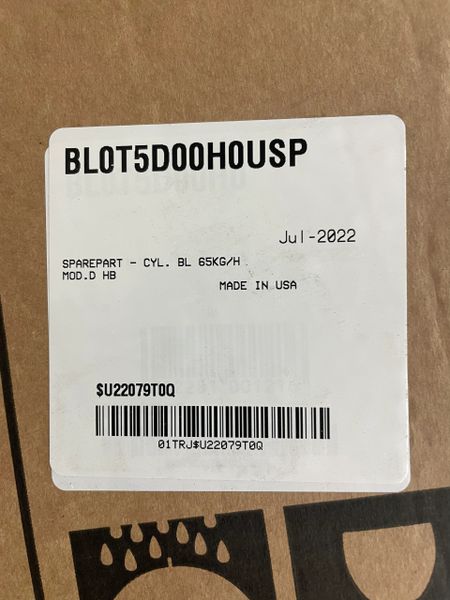 BL0T5D00H0USP
Jul-2022
SPAREPART - CYL. BL 65KG/H
MOD.D HB
MADE IN USA
$U22079T0Q
01TRJ$U22079T0Q